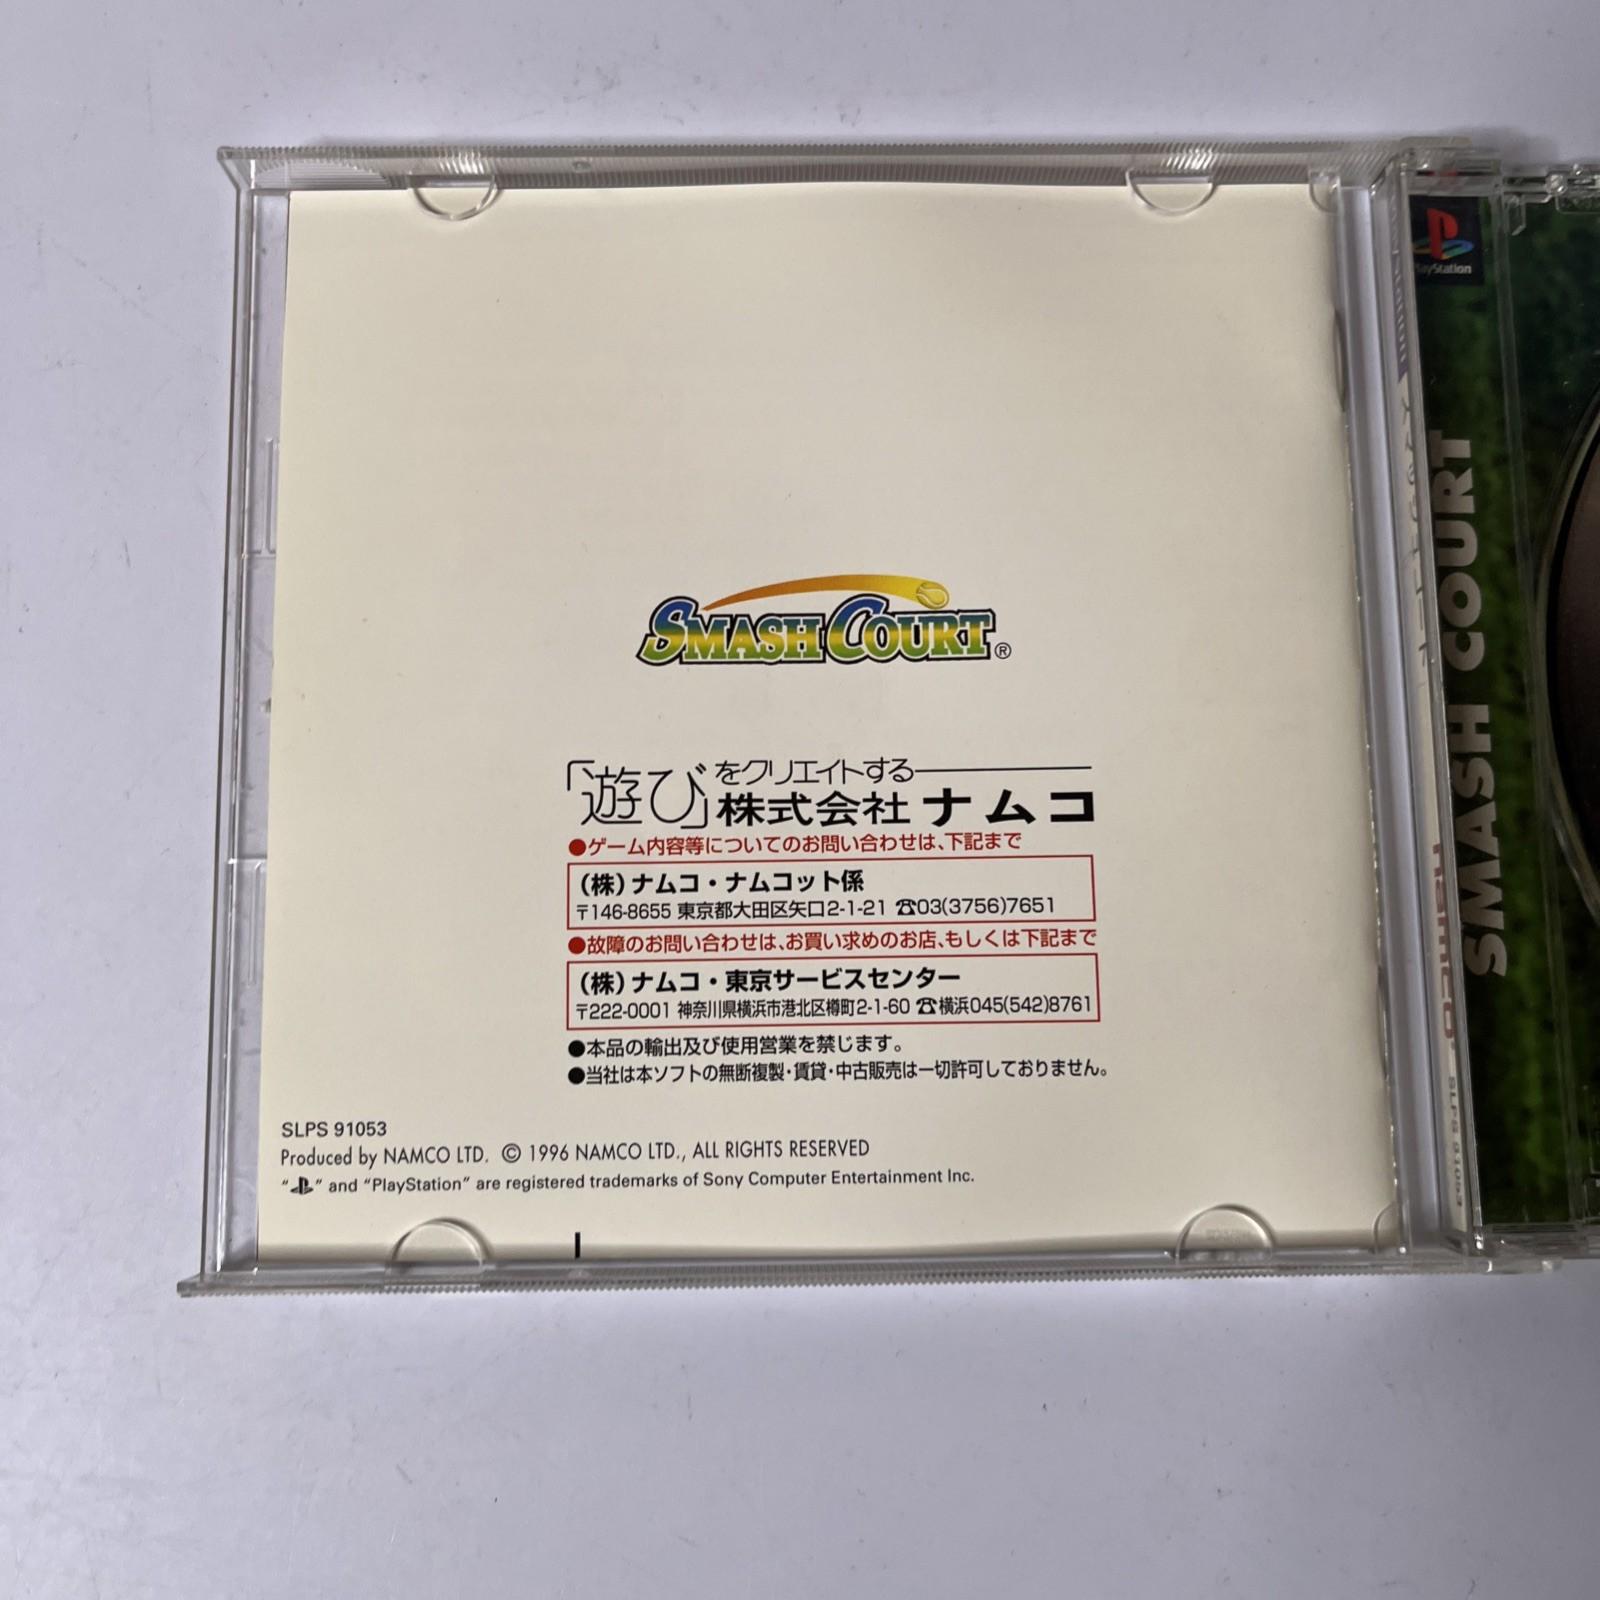 SMASH COURT®
「遊び」をクリエイトする
株式会社 ナムコ
●ゲーム内容等についてのお問い合わせは、下記まで
(株)ナムコ・ナムコット係
〒146-8655 東京都大田区矢口2-1-21 ☎03(3756)7651
●故障のお問い合わせは、お買い求めのお店、もしくは下記まで
(株)ナムコ・東京サービスセンター
〒222-0001 神奈川県横浜市港北区樽町2-1-60 ☎横浜045(542)8761
●本品の輸出及び使用営業を禁じます。
●当社は本ソフトの無断複製・賃貸・中古販売は一切許可しておりません。
SLPS 91053
Produced by NAMCO LTD. © 1996 NAMCO LTD., ALL RIGHTS RESERVED
“ ” and “PlayStation” are registered trademarks of Sony Computer Entertainment Inc.
PlayStation
SMASH COURT
namco
SLPS 91053